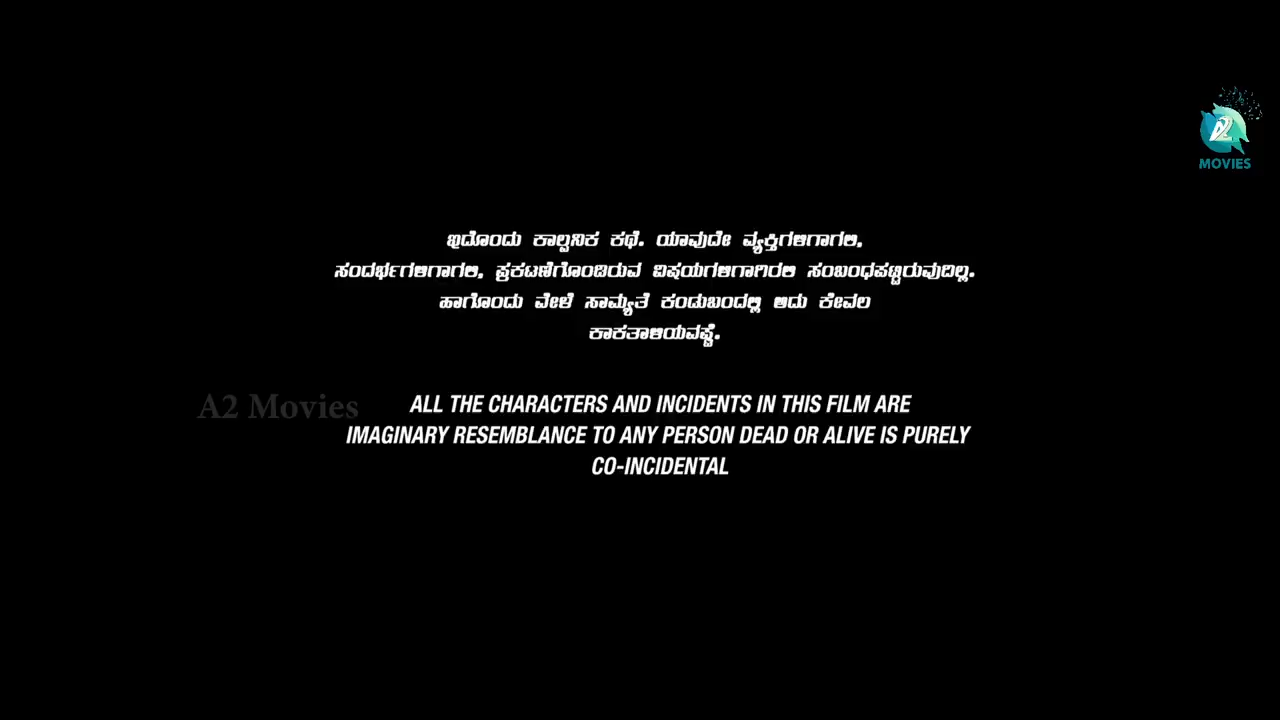 MOVIES
ಇದೊಂದು ಕಾಲ್ಪನಿಕ ಕಥೆ. ಯಾವುದೇ ವ್ಯಕ್ತಿಗಳಿಗಾಗಲಿ,
ಸಂದರ್ಭಗಳಿಗಾಗಲಿ, ಪ್ರಕಟಣೆಗೊಂಡಿರುವ ವಿಷಯಗಳಿಗಾಗಿರಲಿ ಸಂಬಂಧಪಟ್ಟಿರುವುದಿಲ್ಲ.
ಹಾಗೊಂದು ವೇಳೆ ಸಾಮ್ಯತೆ ಕಂಡುಬಂದಲ್ಲಿ ಅದು ಕೇವಲ
ಕಾಕತಾಳಿಯವಷ್ಟೆ.
A2 Movies
ALL THE CHARACTERS AND INCIDENTS IN THIS FILM ARE
IMAGINARY RESEMBLANCE TO ANY PERSON DEAD OR ALIVE IS PURELY
CO-INCIDENTAL